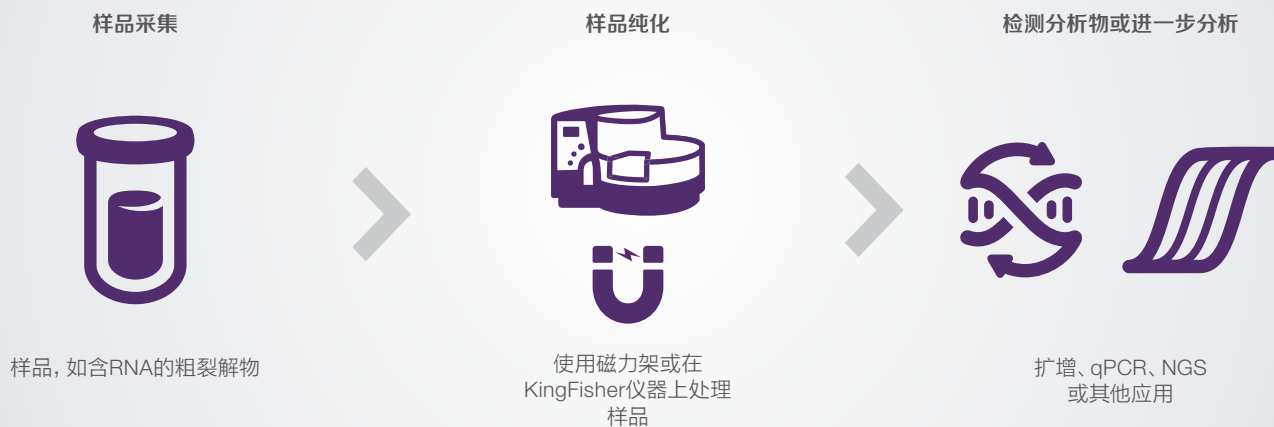 样品采集
样品纯化
检测分析物或进一步分析
样品，如含RNA的粗裂解物
使用磁力架或在
KingFisher仪器上处理
样品
扩增、qPCR、NGS
或其他应用